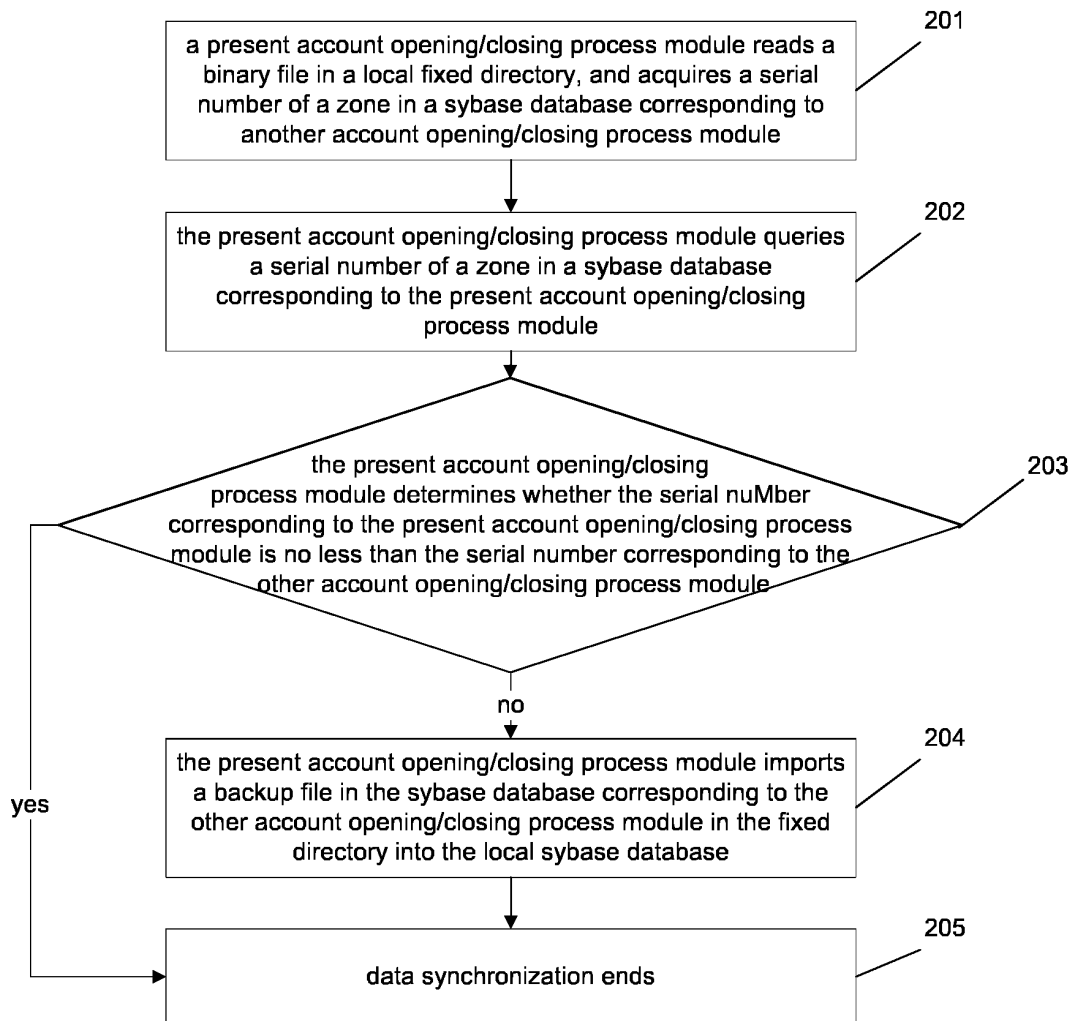 201
a present account opening/closing process module reads a
binary file in a local fixed directory, and acquires a serial
number of a zone in a sybase database corresponding to
another account opening/closing process module
202
the present account opening/closing process module queries
a serial number of a zone in a sybase database
corresponding to the present account opening/closing
process module
203
the present account opening/closing
process module determines whether the serial nuMber
corresponding to the present account opening/closing process
module is no less than the serial number corresponding to the
other account opening/closing process module
no
204
the present account opening/closing process module imports
a backup file in the sybase database corresponding to the
other account opening/closing process module in the fixed
directory into the local sybase database
yes
205
data synchronization ends